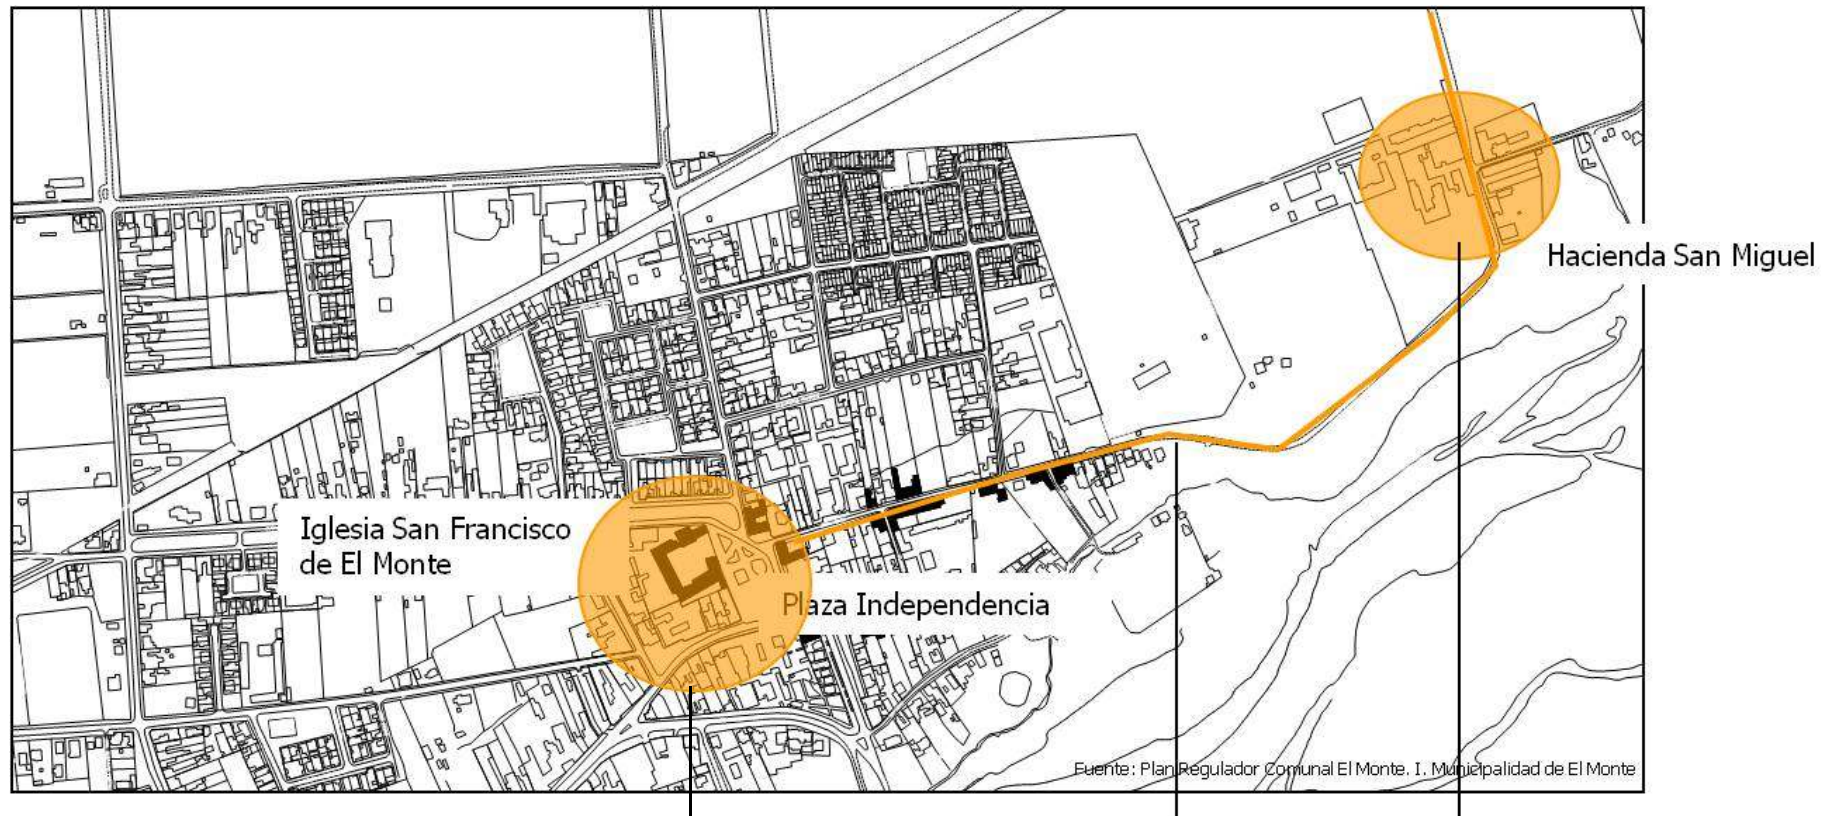 Hacienda San Miguel
Iglesia San Francisco
de El Monte
Plaza Independencia
Fuente: Plan Regulador Comunal El Monte. I. Municipalidad de El Monte